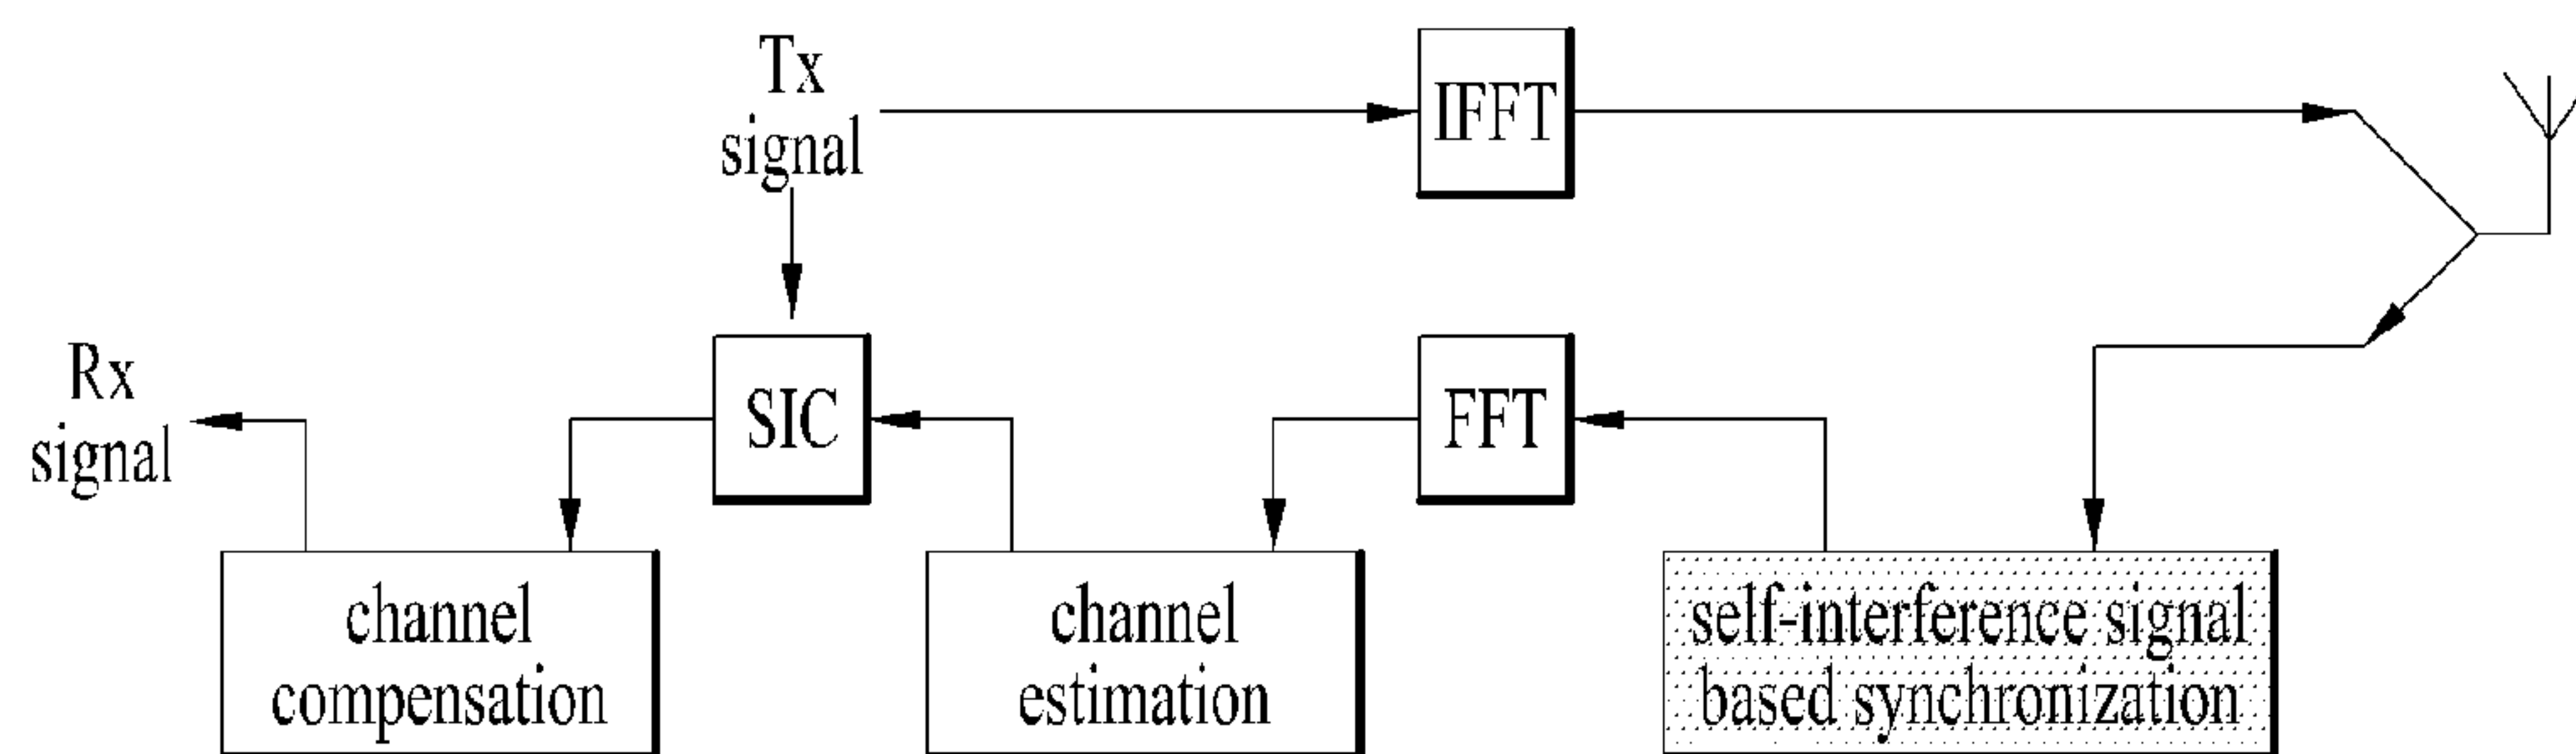 Tx
signal
IFFT
Rx
signal
SIC
FFT
channel
compensation
channel
estimation
self-interference signal
based synchronization